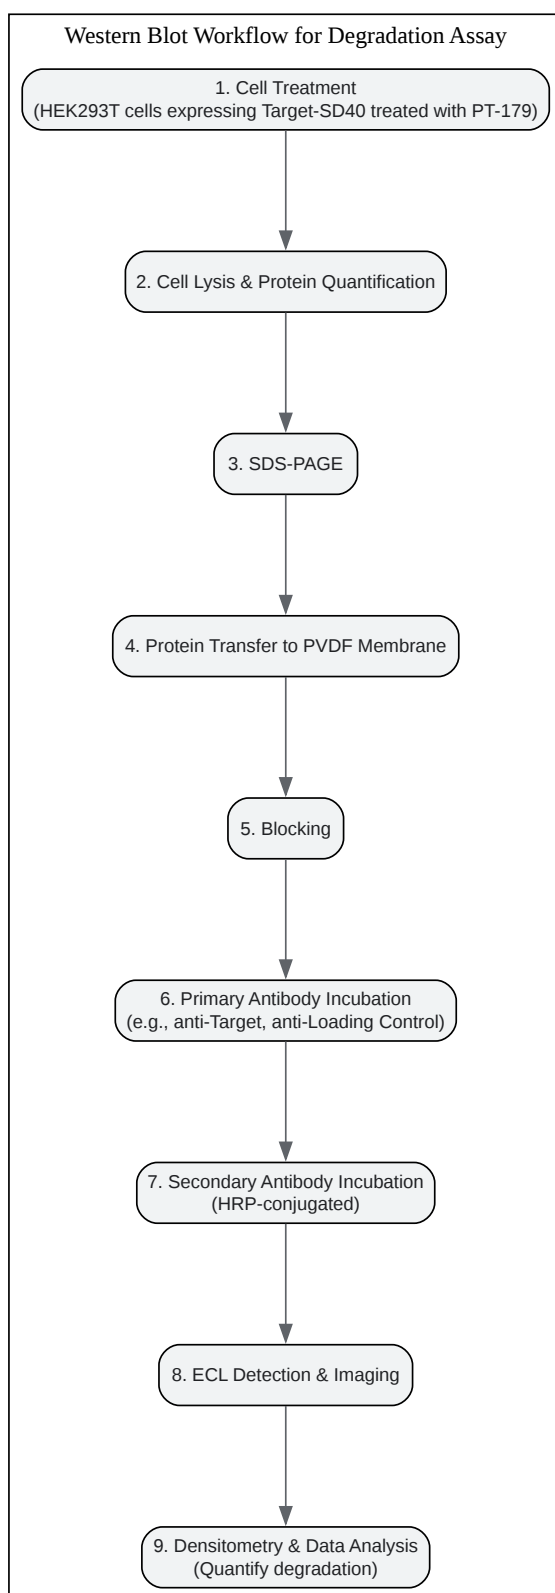 Western Blot Workflow for Degradation Assay
1. Cell Treatment
(HEK293T cells expressing Target-SD40 treated with PT-179)
2. Cell Lysis & Protein Quantification
3. SDS-PAGE
4. Protein Transfer to PVDF Membrane
5. Blocking
6. Primary Antibody Incubation
(e.g., anti-Target, anti-Loading Control)
7. Secondary Antibody Incubation
(HRP-conjugated)
8. ECL Detection & Imaging
9. Densitometry & Data Analysis
(Quantify degradation)